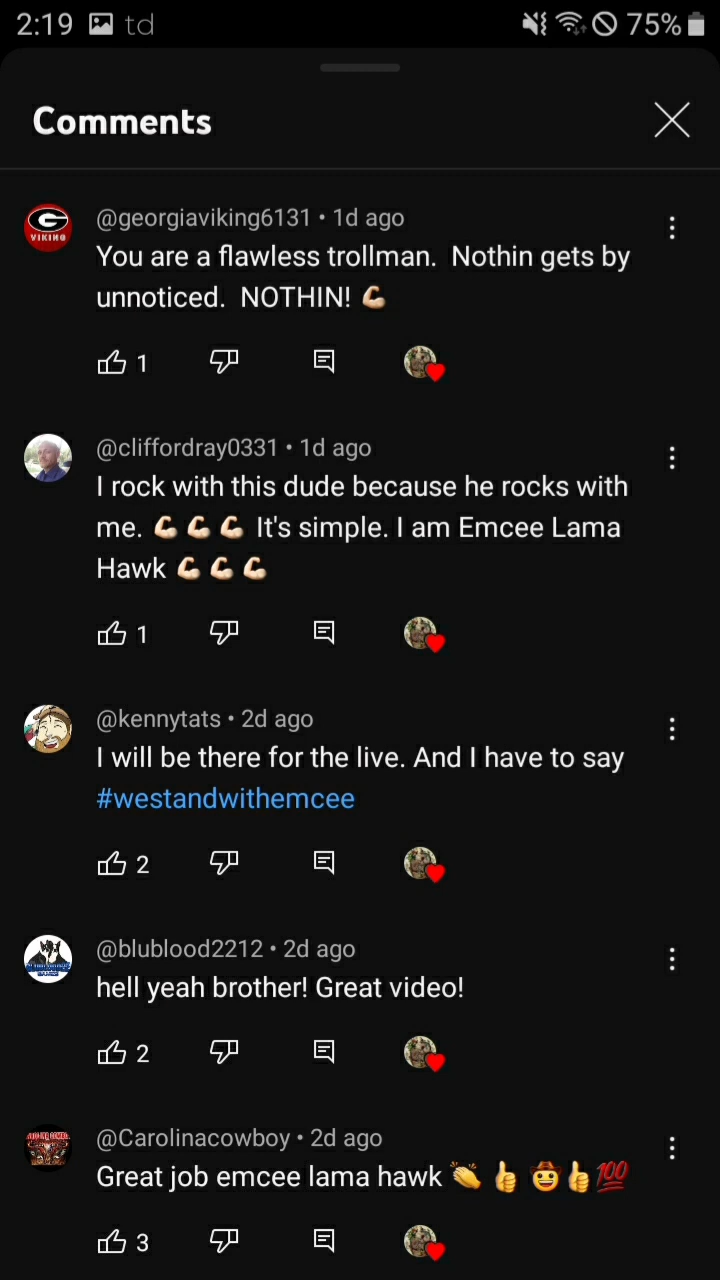 2:19 td 75%
Comments
@georgiaviking6131 • 1d ago
You are a flawless trollman.  Nothin gets by
unnoticed.  NOTHIN! 💪🏻
VIKING
1
@cliffordray0331 • 1d ago
I rock with this dude because he rocks with
me. 💪🏻 💪🏻 💪🏻 It's simple. I am Emcee Lama
Hawk 💪🏻 💪🏻 💪🏻
1
@kennytats • 2d ago
I will be there for the live. And I have to say
#westandwithemcee
2
@blublood2212 • 2d ago
hell yeah brother! Great video!
2
@Carolinacowboy • 2d ago
Great job emcee lama hawk 👏 👍 🤠 👍 💯
3